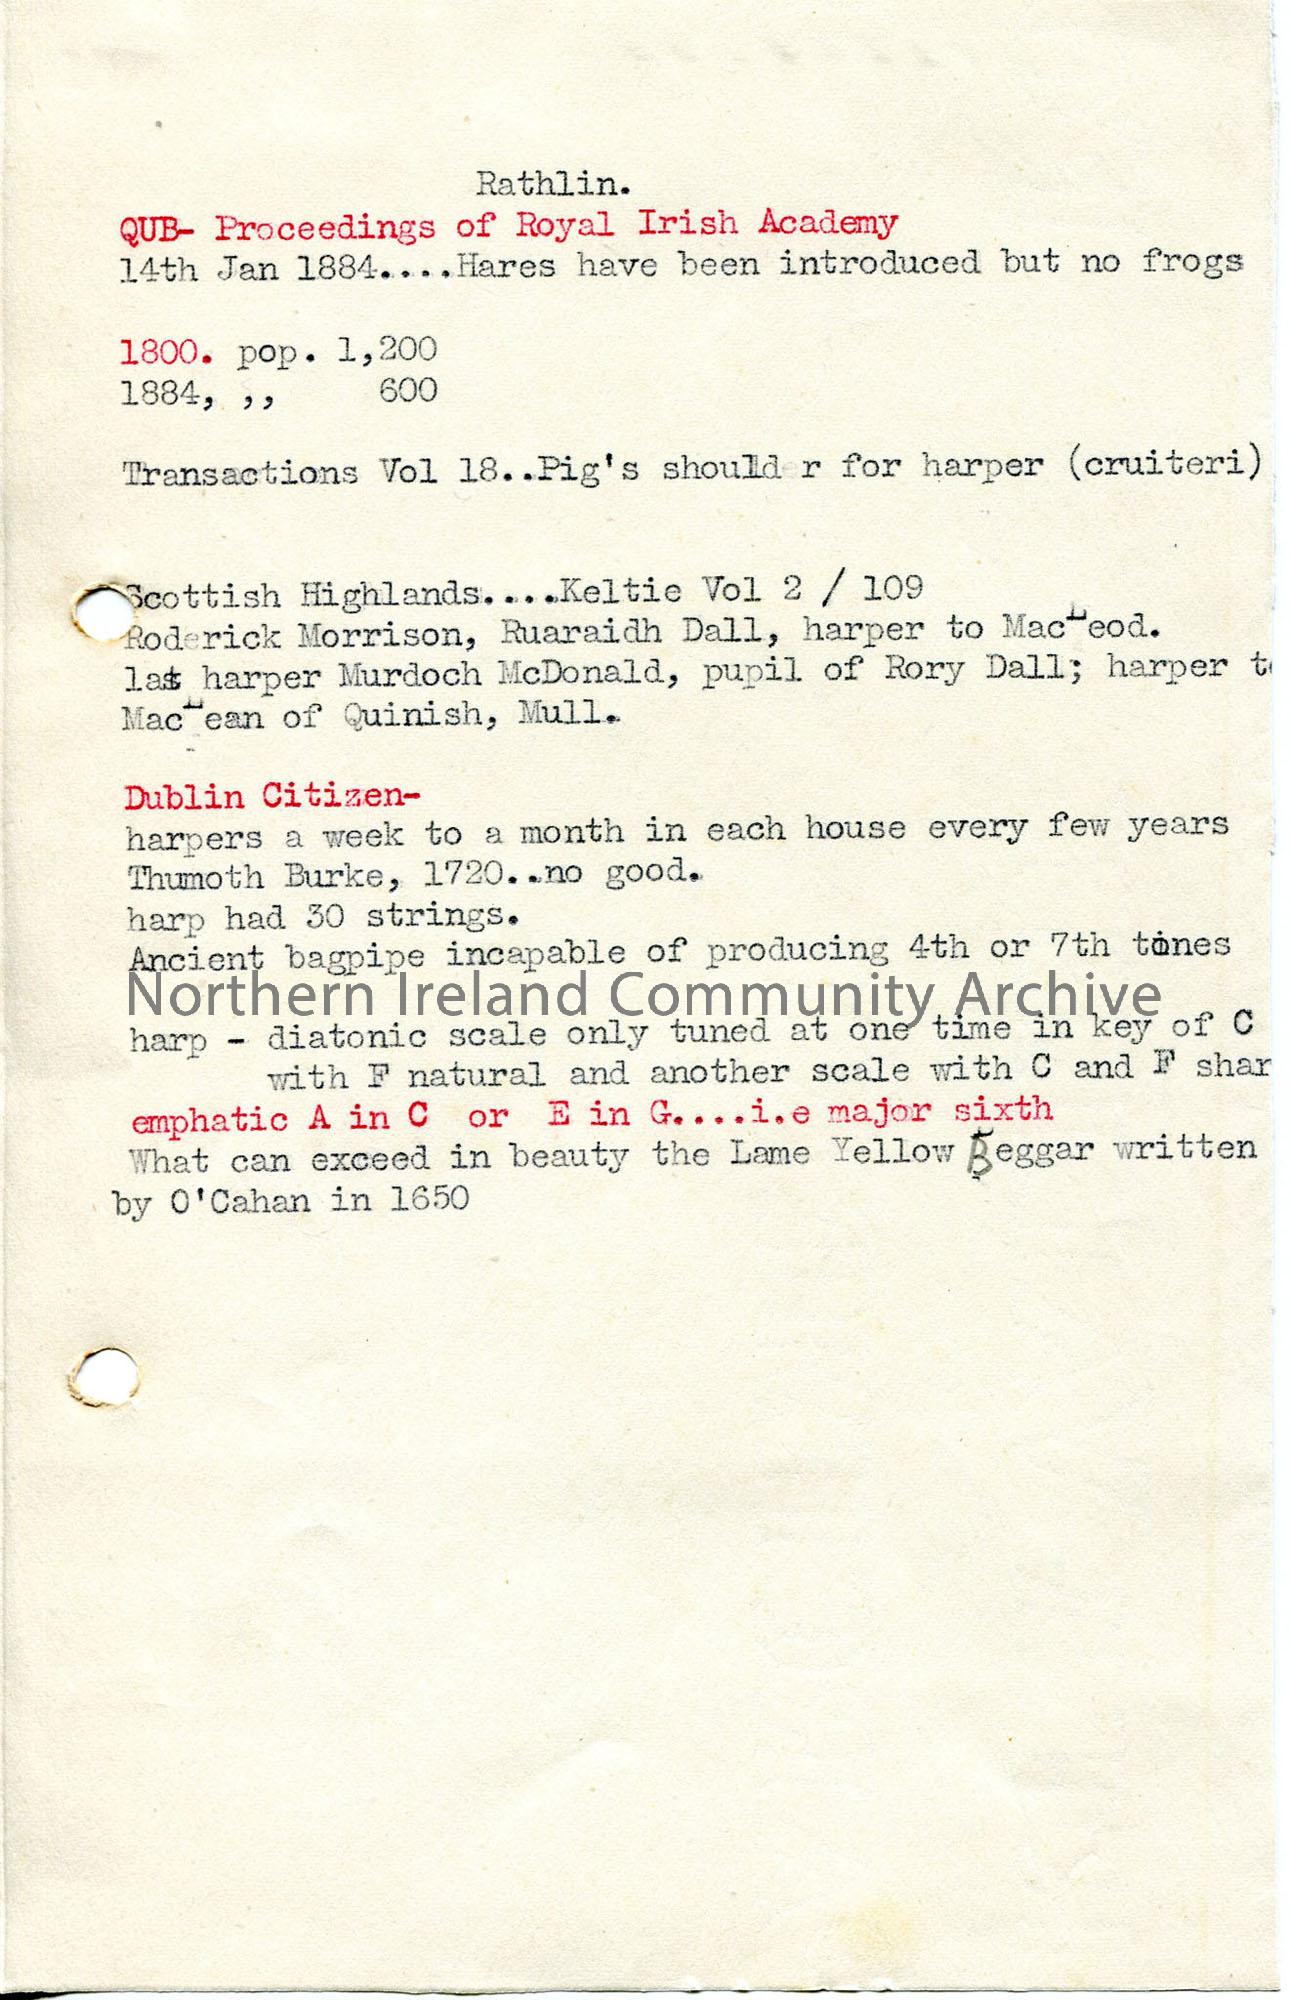 Rathlin.
QUB- Proceedings of Royal Irish Academy
14th Jan 1884....Hares have been introduced but no frogs
1800. pop. 1,200
1884, ,, 600
Transactions Vol 18..Pig's should r for harper (cruiteri)
Scottish Highlands....Keltie Vol 2 / 109
Roderick Morrison, Ruaraidh Dall, harper to MacLeod.
last harper Murdoch McDonald, pupil of Rory Dall; harper to
MacLean of Quinish, Mull.
Dublin Citizen-
harpers a week to a month in each house every few years
Thumoth Burke, 1720..no good.
harp had 30 strings.
Ancient bagpipe incapable of producing 4th or 7th tones
Northern Ireland Community Archive
harp - diatonic scale only tuned at one time in key of C
with F natural and another scale with C and F shar
emphatic A in C or E in G....i.e major sixth
What can exceed in beauty the Lame Yellow Beggar written
by O'Cahan in 1650